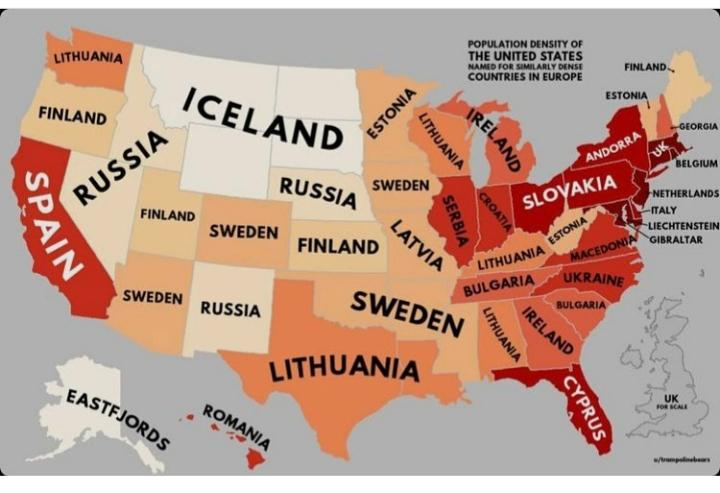 POPULATION DENSITY OF
THE UNITED STATES
NAMED FOR SIMILARLY DENSE
COUNTRIES IN EUROPE
LITHUANIA
FINLAND
RUSSIA
SPAIN
ICELAND
FINLAND
SWEDEN
SWEDEN
RUSSIA
RUSSIA
FINLAND
ESTONIA
SWEDEN
LATVIA
SWEDEN
LITHUANIA
LITHUANIA
IRELAND
SERBIA
CROATIA
SLOVAKIA
LITHUANIA
ESTONIA
BULGARIA
MACEDONIA
UKRAINE
BULGARIA
LITHUANIA
IRELAND
CYPRUS
ANDORRA
UK
FINLAND
ESTONIA
GEORGIA
BELGIUM
NETHERLANDS
ITALY
LIECHTENSTEIN
GIBRALTAR
EASTFJORDS
ROMANIA
UK
FOR SCALE
u/trampolinebears